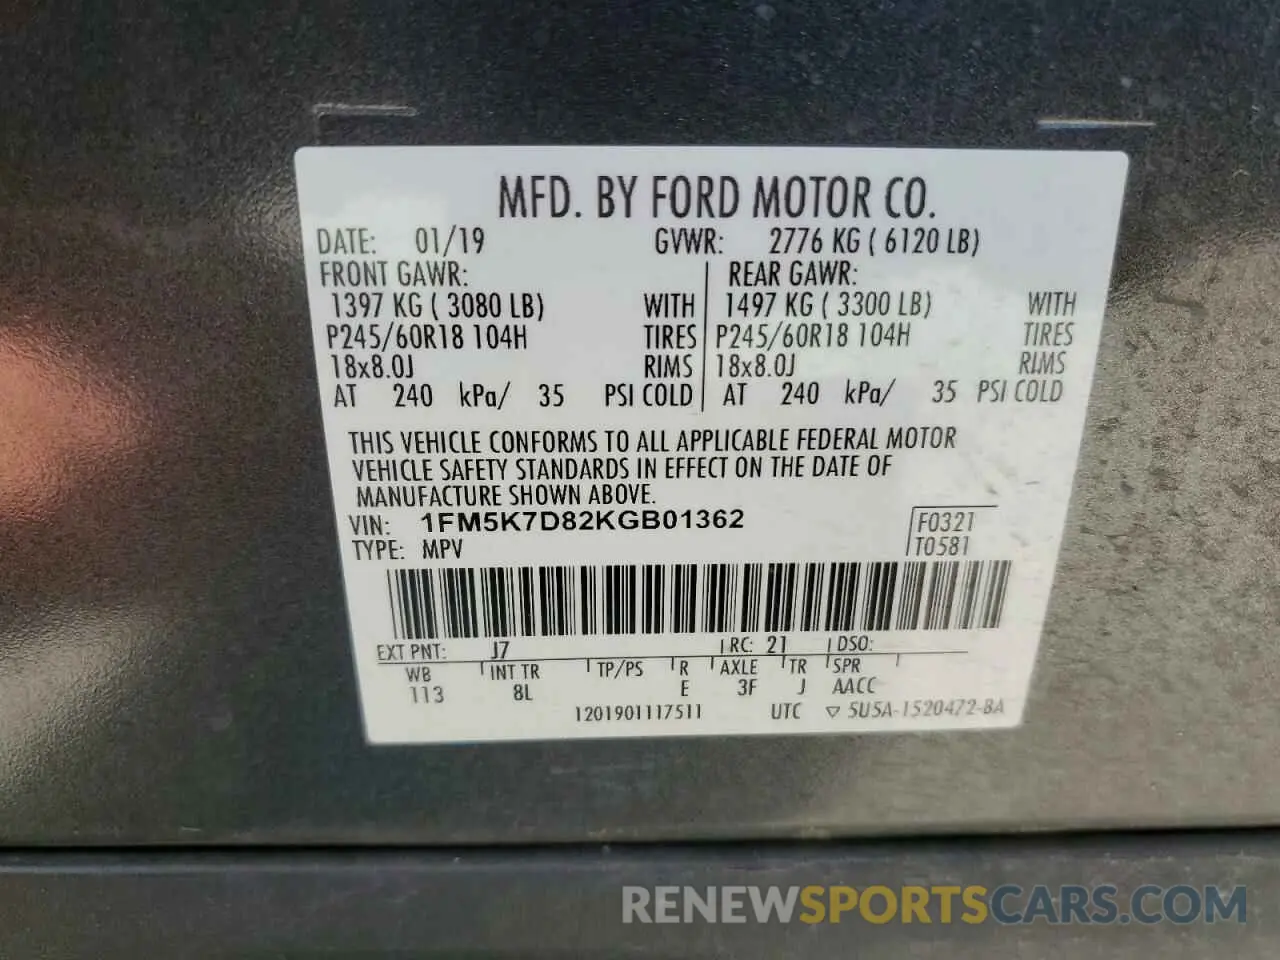 MFD. BY FORD MOTOR CO.
DATE: 01/19 GVWR: 2776 KG ( 6120 LB)
FRONT GAWR: REAR GAWR:
1397 KG ( 3080 LB) WITH 1497 KG ( 3300 LB) WITH
P245/60R18 104H TIRES P245/60R18 104H TIRES
18x8.0J RIMS 18x8.0J RIMS
AT 240 kPa/ 35 PSI COLD AT 240 kPa/ 35 PSI COLD
THIS VEHICLE CONFORMS TO ALL APPLICABLE FEDERAL MOTOR
VEHICLE SAFETY STANDARDS IN EFFECT ON THE DATE OF
MANUFACTURE SHOWN ABOVE.
VIN: 1FM5K7D82KGB01362 F0321
TYPE: MPV T0581
EXT PNT: J7 RC: 21 DSO:
WB INT TR TP/PS R AXLE TR SPR
113 8L E 3F J AACC
1201901117511 UTC ▽ 5U5A-1520472-BA
RENEWSPORTSCARS.COM